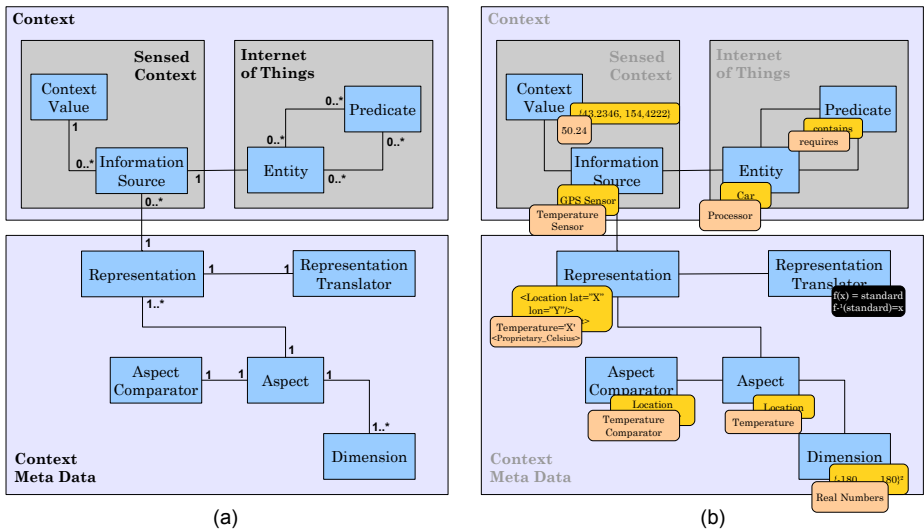 Context
Sensed
Context
Internet
of Things
Context
Value
1
0..*
Information
Source
1
0..*
0..*
0..*
0..*
0..*
Predicate
Entity
1
Representation
1
1
Representation
Translator
1..*
1
Aspect
Comparator
1
1
Aspect
1
1..*
Dimension
Context
Meta Data
(a)
Context
Sensed
Context
Internet
of Things
Context
Value
{43.2346, 154,4222}
50.24
Information
Source
GPS Sensor
Temperature
Sensor
Predicate
contains
requires
Entity
Car
Processor
Representation
<Location lat="X"
lon="Y"/>
Temperature='X'
<Proprietary_Celsius>
Representation
Translator
f(x) = standard
f-¹(standard)=x
Aspect
Comparator
Location
Temperature
Comparator
Aspect
Location
Temperature
Dimension
Real Numbers
Context
Meta Data
(b)